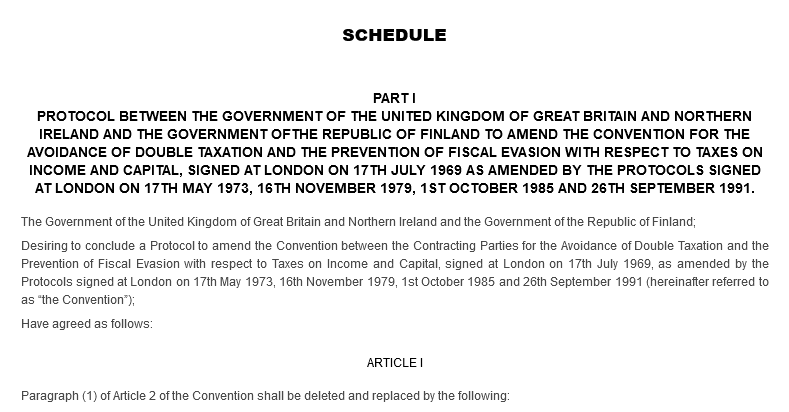 SCHEDULE
PART I
PROTOCOL BETWEEN THE GOVERNMENT OF THE UNITED KINGDOM OF GREAT BRITAIN AND NORTHERN
IRELAND AND THE GOVERNMENT OFTHE REPUBLIC OF FINLAND TO AMEND THE CONVENTION FOR THE
AVOIDANCE OF DOUBLE TAXATION AND THE PREVENTION OF FISCAL EVASION WITH RESPECT TO TAXES ON
INCOME AND CAPITAL, SIGNED AT LONDON ON 17TH JULY 1969 AS AMENDED BY THE PROTOCOLS SIGNED
AT LONDON ON 17TH MAY 1973, 16TH NOVEMBER 1979, 1ST OCTOBER 1985 AND 26TH SEPTEMBER 1991.
The Government of the United Kingdom of Great Britain and Northern Ireland and the Government of the Republic of Finland;
Desiring to conclude a Protocol to amend the Convention between the Contracting Parties for the Avoidance of Double Taxation and the
Prevention of Fiscal Evasion with respect to Taxes on Income and Capital, signed at London on 17th July 1969, as amended by the
Protocols signed at London on 17th May 1973, 16th November 1979, 1st October 1985 and 26th September 1991 (hereinafter referred to
as “the Convention”);
Have agreed as follows:
ARTICLE I
Paragraph (1) of Article 2 of the Convention shall be deleted and replaced by the following: